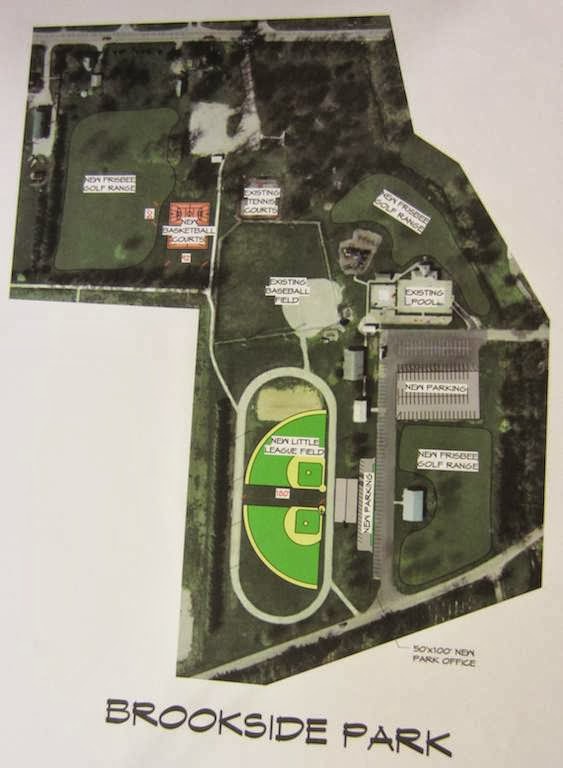 NEW FRISBEE
GOLF RANGE
EXISTING
TENNIS
COURTS
NEW FRISBEE
GOLF RANGE
NEW
BASKETBALL
COURTS
EXISTING
BASEBALL
FIELD
EXISTING
POOL
NEW PARKING
NEW LITTLE
LEAGUE FIELD
NEW FRISBEE
GOLF RANGE
180'
NEW PARKING
50'x100' NEW
PARK OFFICE
BROOKSIDE PARK